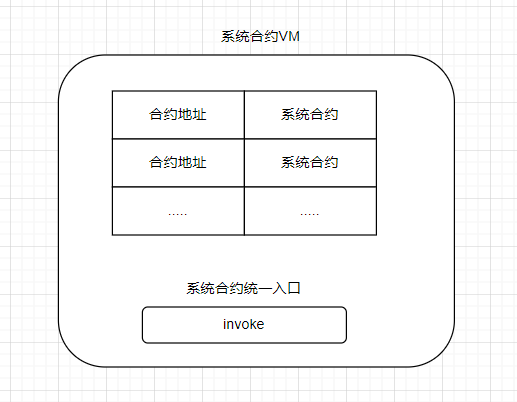 系统合约VM
合约地址 系统合约
合约地址 系统合约
..... .....
系统合约统一入口
invoke